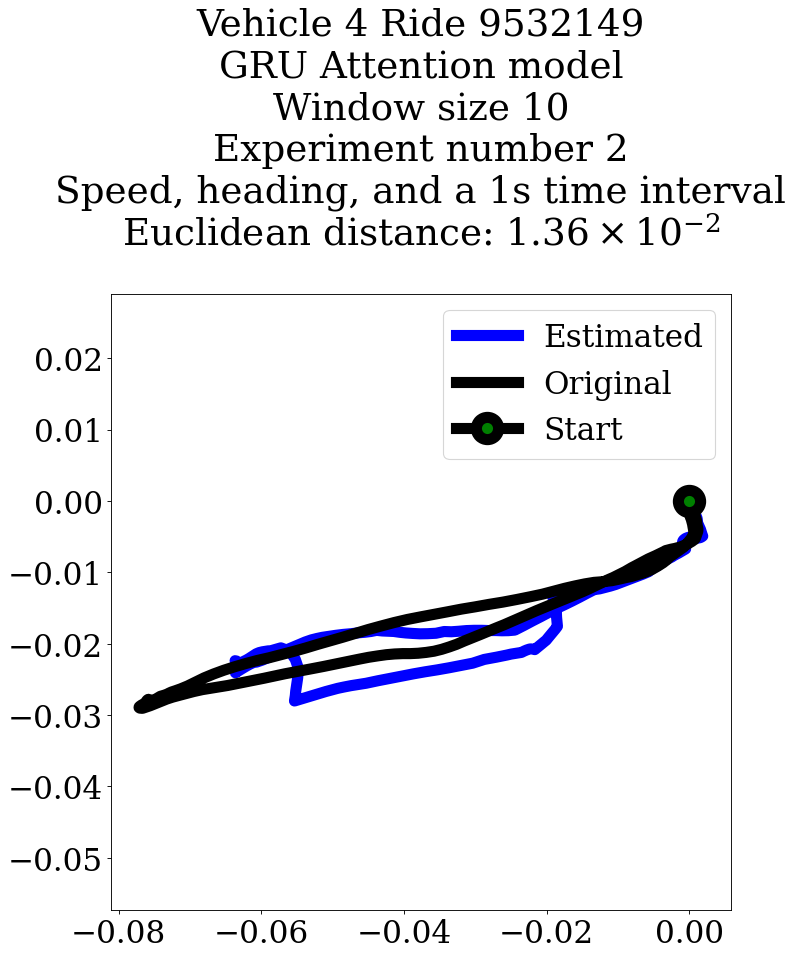 Vehicle 4 Ride 9532149
GRU Attention model
Window size 10
Experiment number 2
Speed, heading, and a 1s time interval
Euclidean distance: 1.36 × 10⁻²
Estimated
Original
Start
0.02
0.01
0.00
−0.01
−0.02
−0.03
−0.04
−0.05
−0.08 −0.06 −0.04 −0.02 0.00